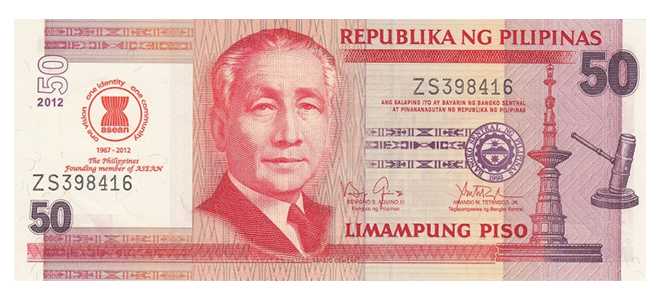 50
2012
one vision one identity one community
asean
1967 - 2012
The Philippines
Founding member of ASEAN
ZS398416
50
REPUBLIKA NG PILIPINAS
ZS398416
50
ANG SALAPING ITO AY BAYARIN NG BANGKO SENTRAL
AT PINANANAGUTAN NG REPUBLIKA NG PILIPINAS
BANGKO SENTRAL NG PILIPINAS
1993
BENIGNO S. AQUINO III
Pangulo ng Pilipinas
AMANDO M. TETANGCO, JR.
Tagapangasiwa ng Bangko Sentral
LIMAMPUNG PISO
SERGIO OSMEÑA